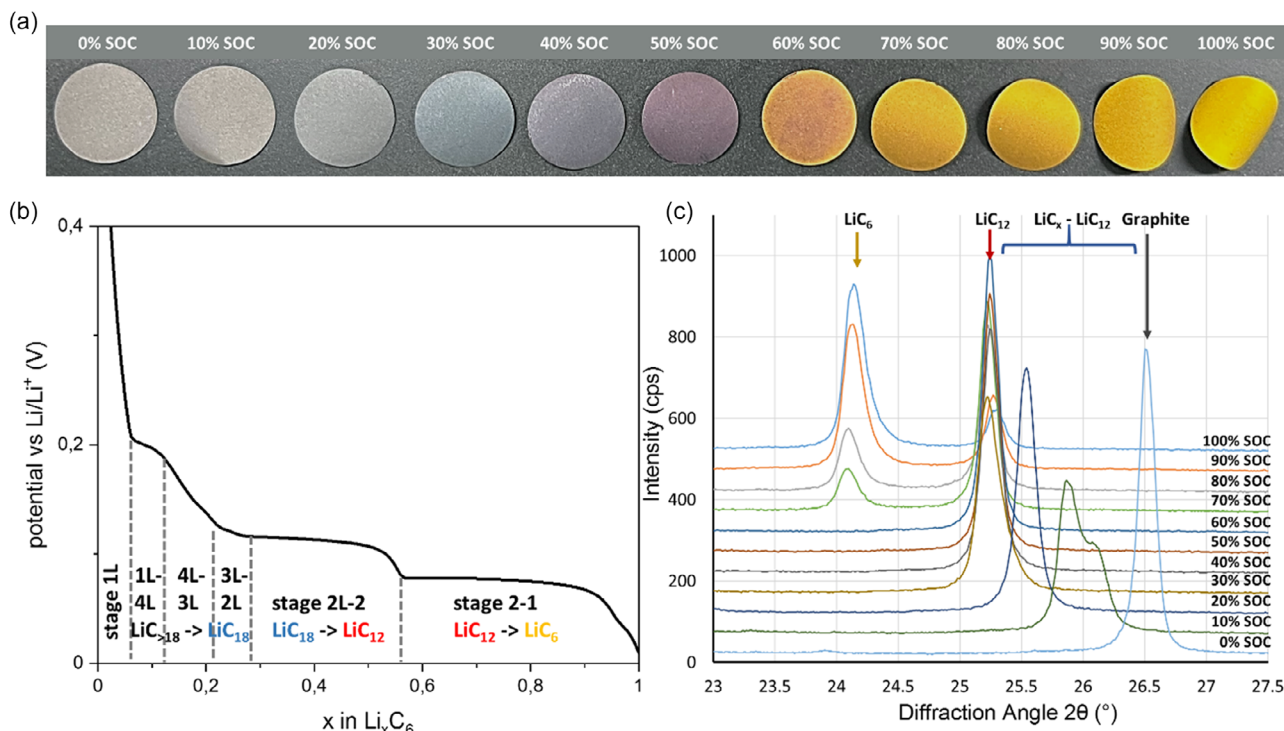 (a)
0% SOC 10% SOC 20% SOC 30% SOC 40% SOC 50% SOC 60% SOC 70% SOC 80% SOC 90% SOC 100% SOC
(b)
0,4
0,2
0
potential vs Li/Li⁺ (V)
stage 1L
1L-
4L
4L-
3L
3L-
2L
LiC>18 -> LiC18
stage 2L-2
LiC18 -> LiC12
stage 2-1
LiC12 -> LiC6
0 0,2 0,4 0,6 0,8 1
x in LixC6
(c)
LiC6 LiC12 LiCx - LiC12 Graphite
1000
800
600
400
200
0
Intensity (cps)
100% SOC
90% SOC
80% SOC
70% SOC
60% SOC
50% SOC
40% SOC
30% SOC
20% SOC
10% SOC
0% SOC
23 23.5 24 24.5 25 25.5 26 26.5 27 27.5
Diffraction Angle 2θ (°)